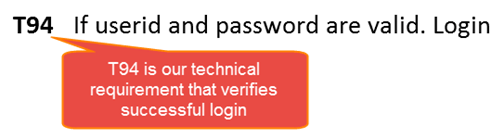 T94 If userid and password are valid. Login
T94 is our technical
requirement that verifies
successful login